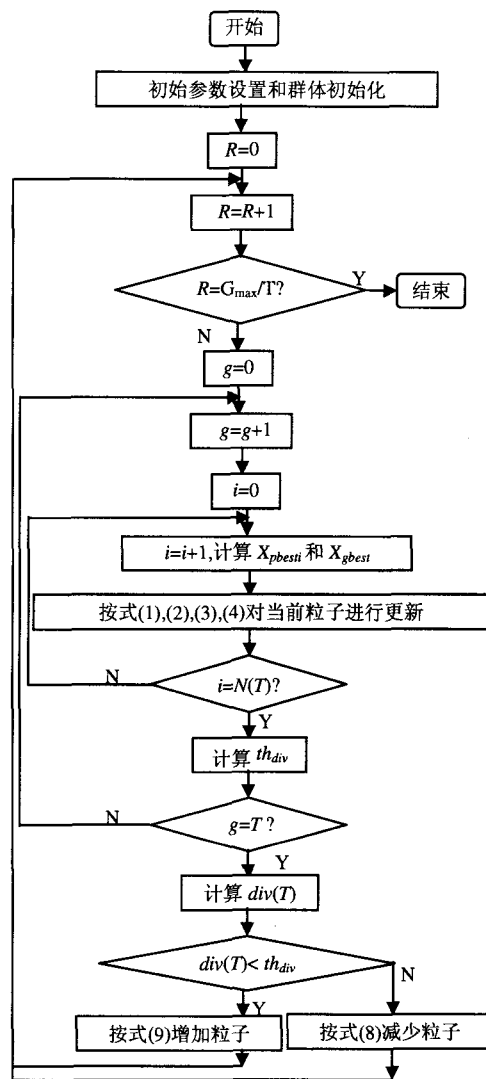 开始
初始参数设置和群体初始化
R=0
R=R+1
R=Gmax/T?
Y
结束
N
g=0
g=g+1
i=0
i=i+1,计算 Xpbesti 和 Xgbest
按式(1),(2),(3),(4)对当前粒子进行更新
N
i=N(T)?
Y
计算 thdiv
N
g=T ?
Y
计算 div(T)
div(T)< thdiv
N
Y
按式(9)增加粒子
按式(8)减少粒子